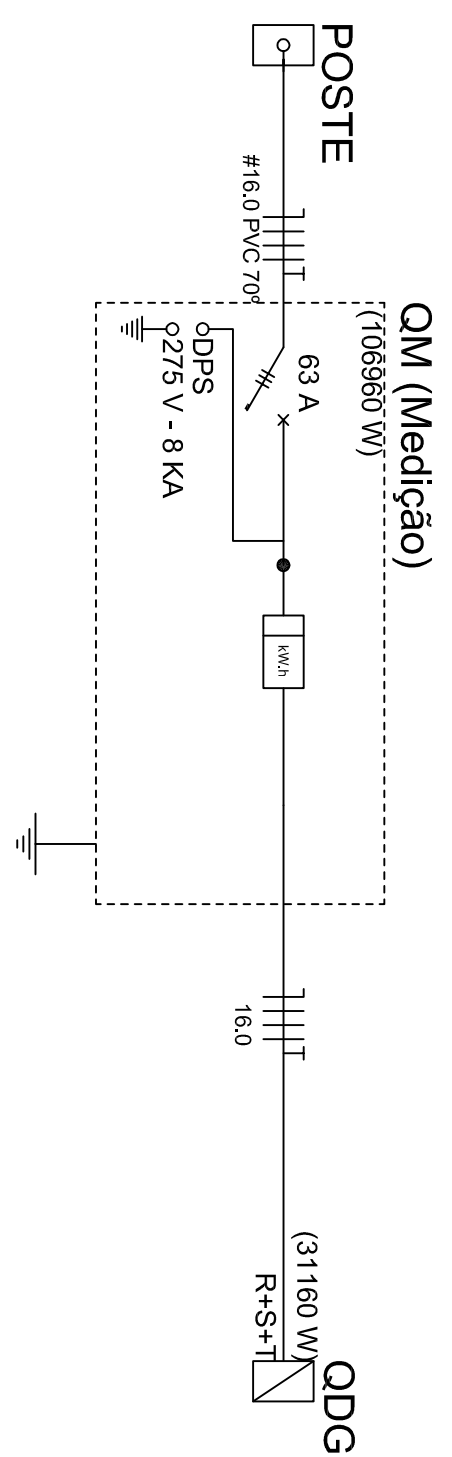 POSTE
#16.0 PVC 70º
QM (Medição)
(106960 W)
63 A
DPS
275 V - 8 KA
kW.h
16.0
(31160 W)
R+S+T
QDG